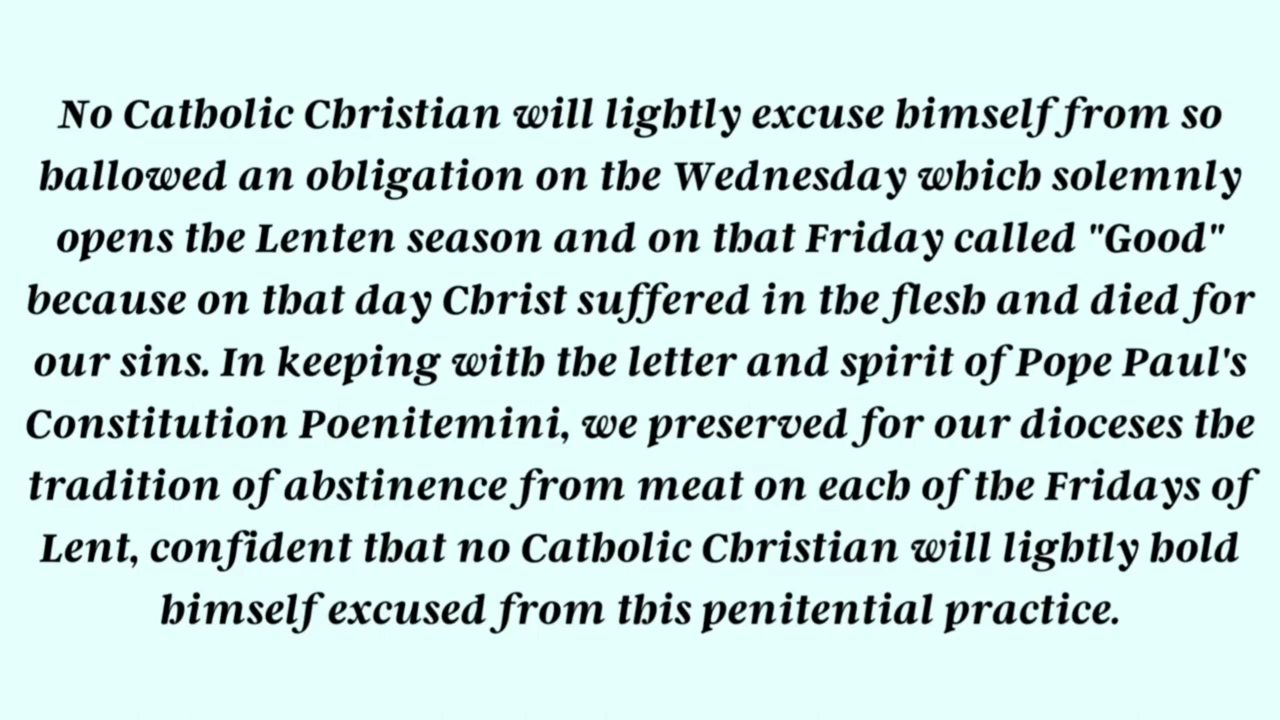 No Catholic Christian will lightly excuse himself from so
hallowed an obligation on the Wednesday which solemnly
opens the Lenten season and on that Friday called "Good"
because on that day Christ suffered in the flesh and died for
our sins. In keeping with the letter and spirit of Pope Paul's
Constitution Poenitemini, we preserved for our dioceses the
tradition of abstinence from meat on each of the Fridays of
Lent, confident that no Catholic Christian will lightly hold
himself excused from this penitential practice.